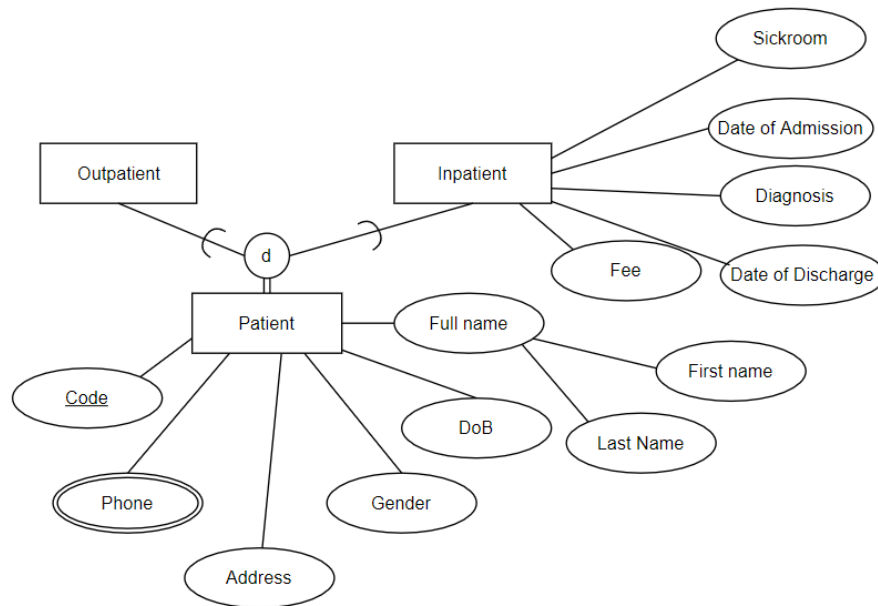 Sickroom
Date of Admission
Outpatient
Inpatient
Diagnosis
d
Fee
Date of Discharge
Patient
Full name
First name
Code
DoB
Last Name
Phone
Gender
Address